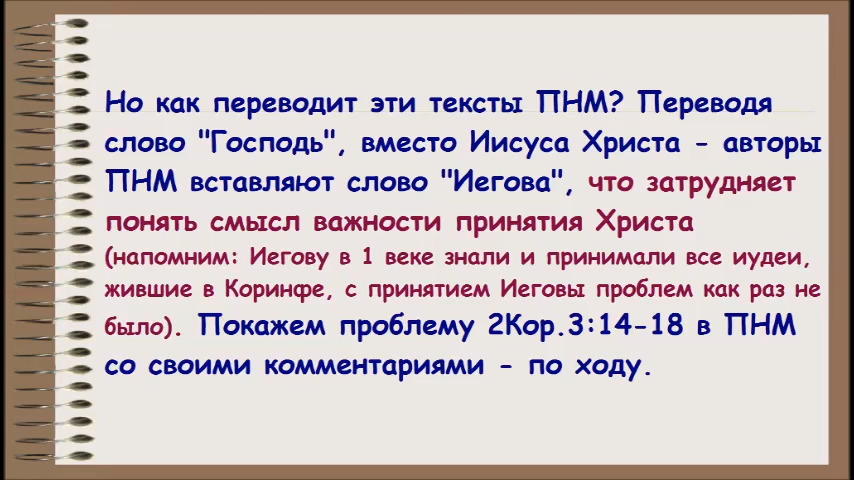 Но как переводит эти тексты ПНМ? Переводя
слово "Господь", вместо Иисуса Христа - авторы
ПНМ вставляют слово "Иегова", что затрудняет
понять смысл важности принятия Христа
(напомним: Иегову в 1 веке знали и принимали все иудеи,
жившие в Коринфе, с принятием Иеговы проблем как раз не
было). Покажем проблему 2Кор.3:14-18 в ПНМ
со своими комментариями - по ходу.